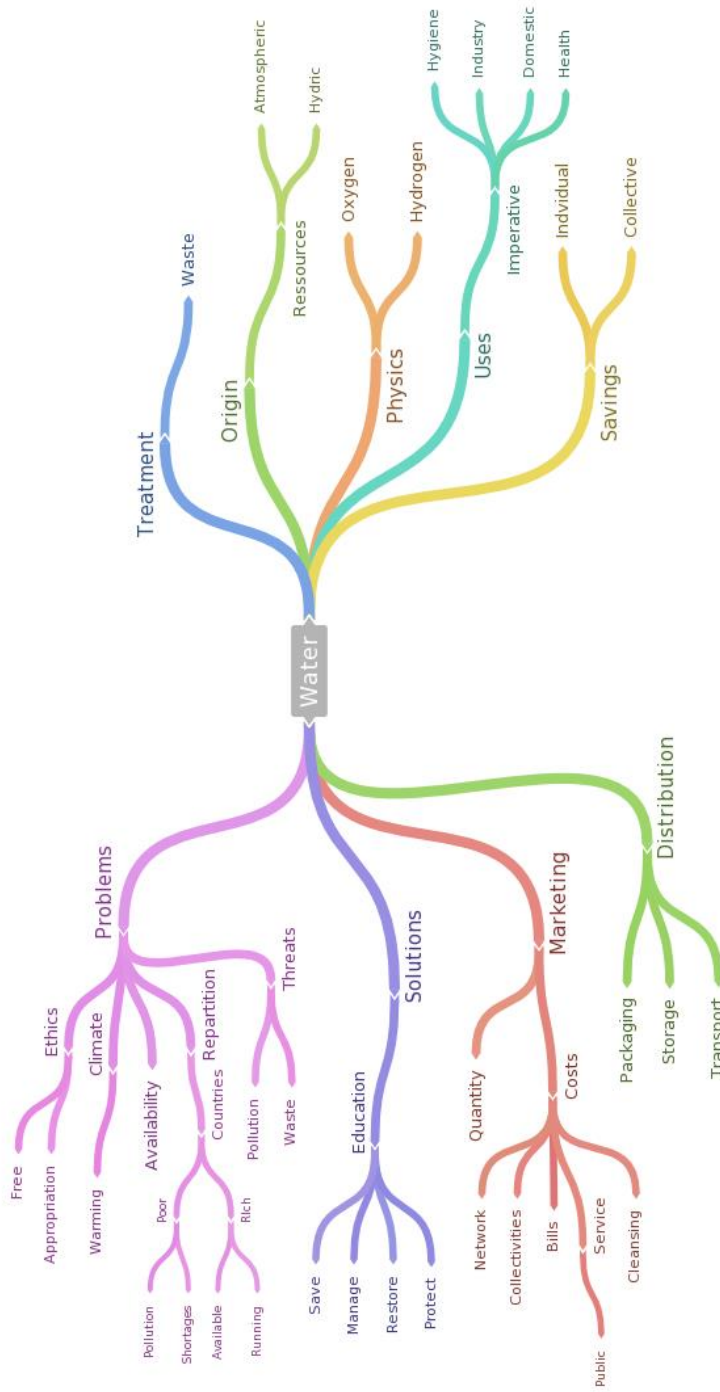 Water
Treatment
Waste
Origin
Ressources
Atmospheric
Hydric
Physics
Oxygen
Hydrogen
Uses
Imperative
Hygiene
Industry
Domestic
Health
Savings
Indvidual
Collective
Problems
Ethics
Free
Appropriation
Climate
Warming
Availability
Repartition
Countries
Poor
Pollution
Shortages
RIch
Available
Running
Threats
Pollution
Waste
Solutions
Education
Save
Manage
Restore
Protect
Marketing
Quantity
Costs
Network
Collectivities
Bills
Service
Public
Cleansing
Distribution
Packaging
Storage
Transport